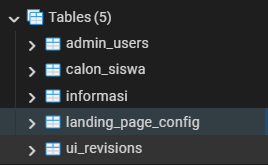 Tables (5)
admin_users
calon_siswa
informasi
landing_page_config
ui_revisions